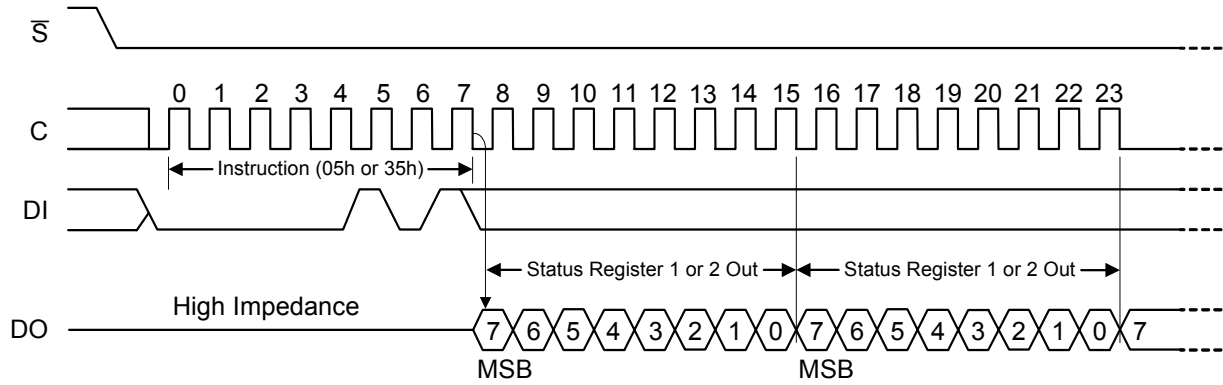 S
0 1 2 3 4 5 6 7 8 9 10 11 12 13 14 15 16 17 18 19 20 21 22 23
C
Instruction (05h or 35h)
DI
Status Register 1 or 2 Out Status Register 1 or 2 Out
High Impedance
DO
7 6 5 4 3 2 1 0 7 6 5 4 3 2 1 0 7
MSB MSB